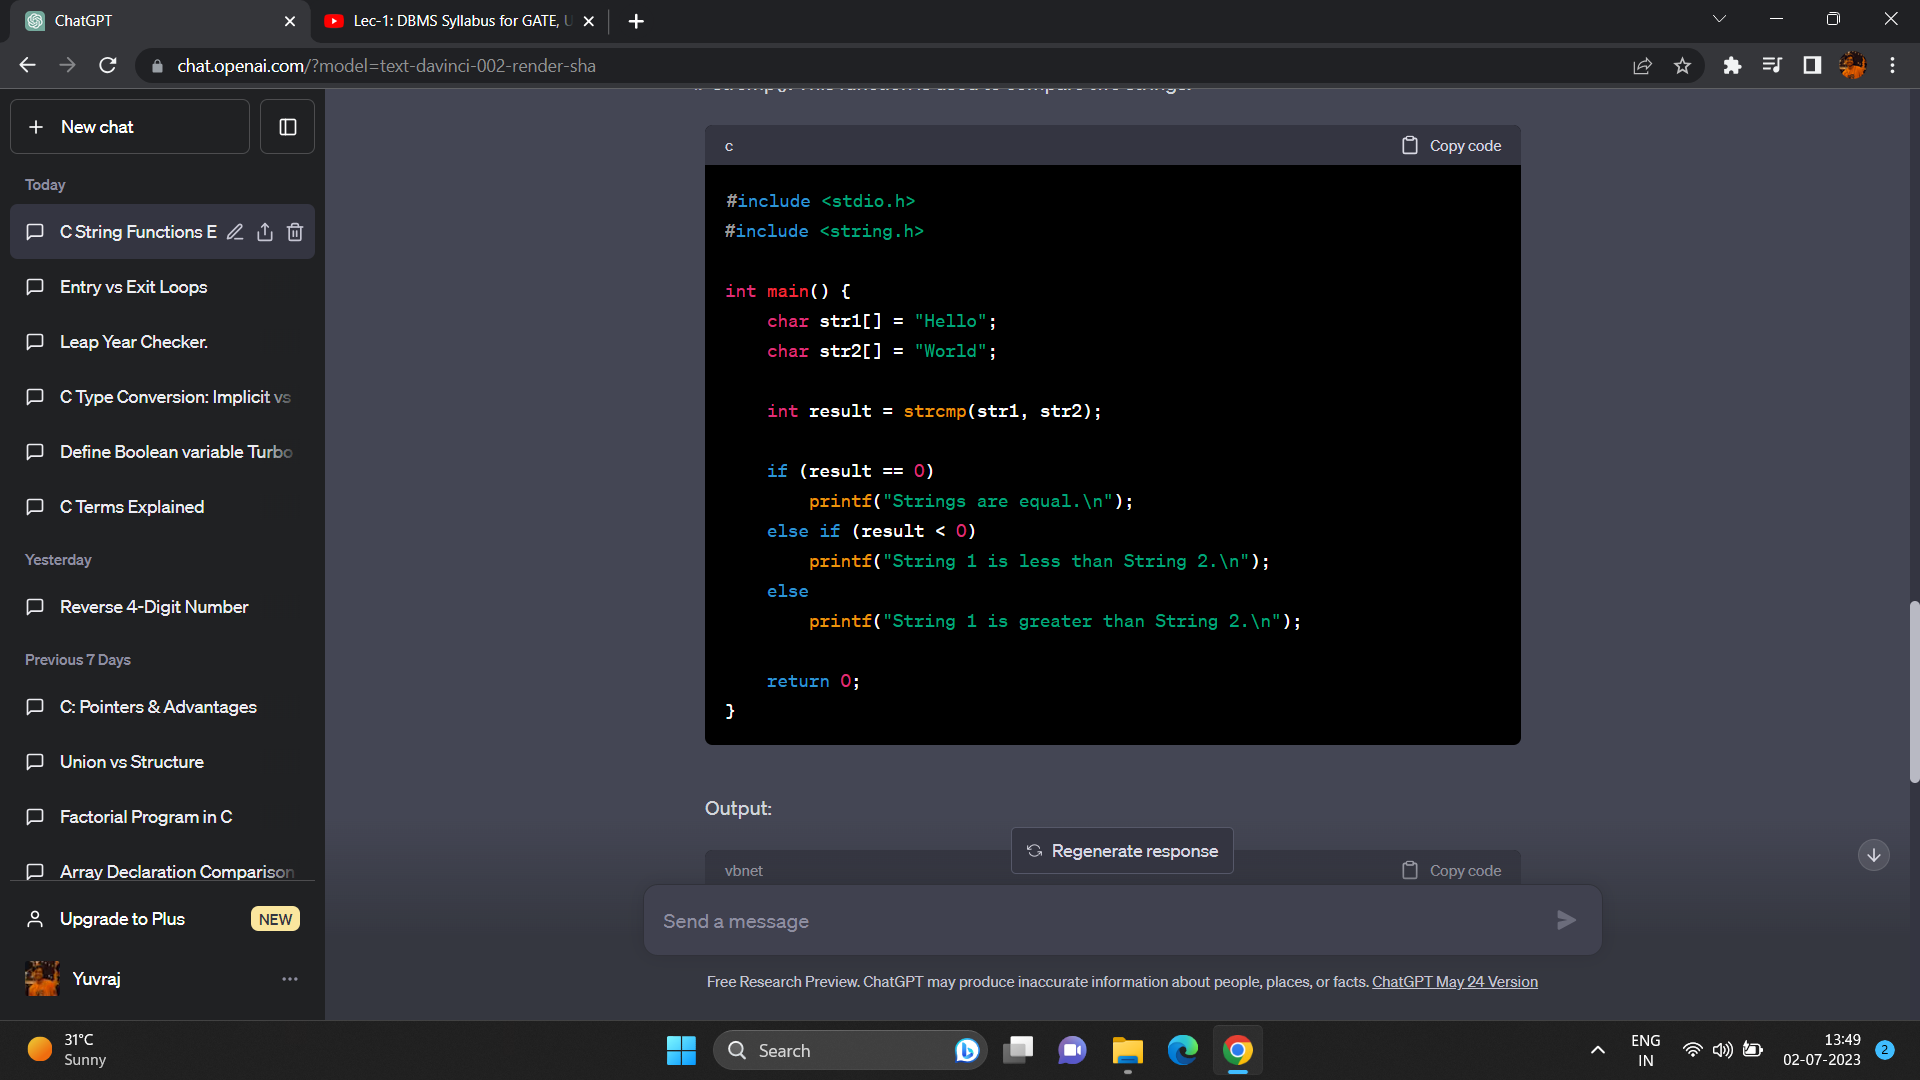 ChatGPT
Lec-1: DBMS Syllabus for GATE, U
chat.openai.com/?model=text-davinci-002-render-sha
New chat
Today
C String Functions E
Entry vs Exit Loops
Leap Year Checker.
C Type Conversion: Implicit vs
Define Boolean variable Turbo
C Terms Explained
Yesterday
Reverse 4-Digit Number
Previous 7 Days
C: Pointers & Advantages
Union vs Structure
Factorial Program in C
Array Declaration Comparison
Upgrade to Plus NEW
Yuvraj
c Copy code
#include <stdio.h>
#include <string.h>
int main() {
char str1[] = "Hello";
char str2[] = "World";
int result = strcmp(str1, str2);
if (result == 0)
printf("Strings are equal.\n");
else if (result < 0)
printf("String 1 is less than String 2.\n");
else
printf("String 1 is greater than String 2.\n");
return 0;
}
Output:
Regenerate response
vbnet Copy code
Send a message
Free Research Preview. ChatGPT may produce inaccurate information about people, places, or facts. ChatGPT May 24 Version
31°C
Sunny
Search
ENG
IN
13:49
02-07-2023
2